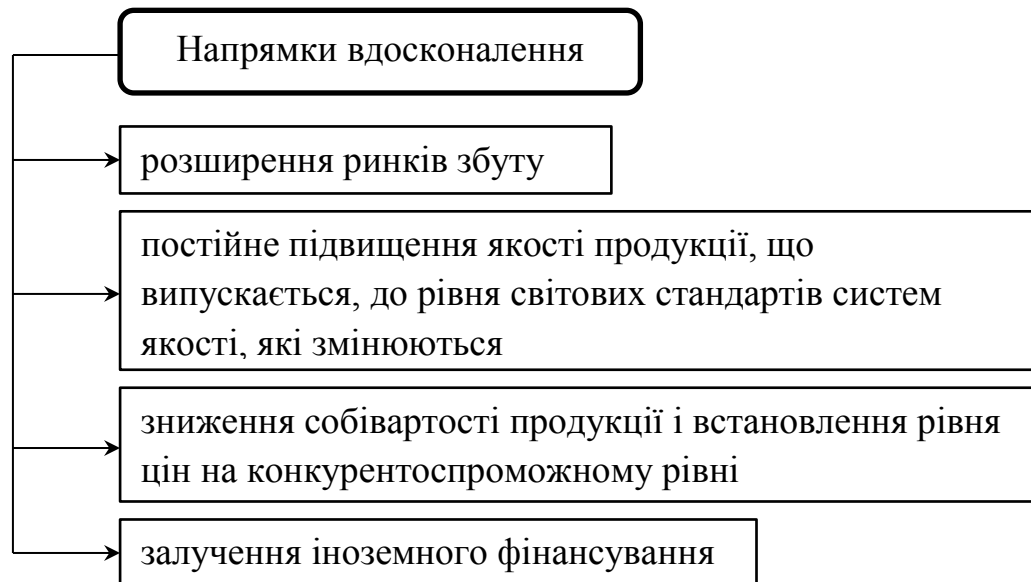 Напрямки вдосконалення
розширення ринків збуту
постійне підвищення якості продукції, що
випускається, до рівня світових стандартів систем
якості, які змінюються
зниження собівартості продукції і встановлення рівня
цін на конкурентоспроможному рівні
залучення іноземного фінансування